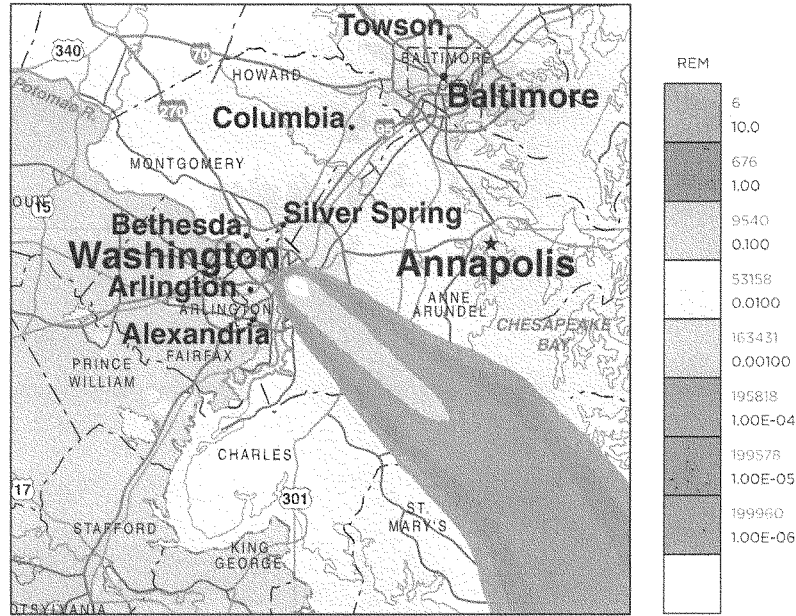 Towson
340
70
BALTIMORE
HOWARD
Baltimore
Potomac R.
270
Columbia
95
MONTGOMERY
15
Bethesda
Silver Spring
Washington
Annapolis
Arlington
ARLINGTON
ANNE
ARUNDEL
Alexandria
CHESAPEAKE
BAY
FAIRFAX
PRINCE
WILLIAM
CHARLES
17
301
ST.
MARY'S
STAFFORD
KING
GEORGE
OTSYLVANIA
REM
6
10.0
676
1.00
9540
0.100
53158
0.0100
163431
0.00100
195818
1.00E-04
199578
1.00E-05
199960
1.00E-06